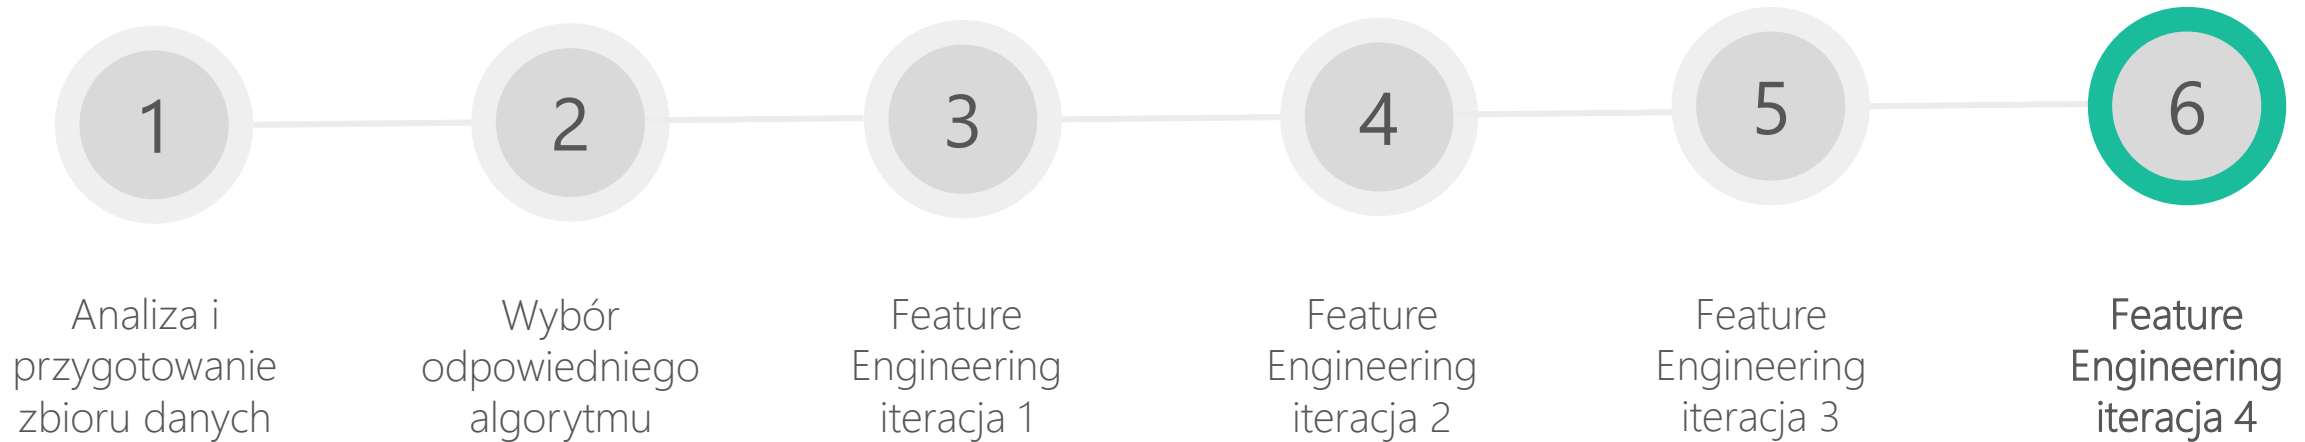 1
2
3
4
5
6
Analiza i
przygotowanie
zbioru danych
Wybór
odpowiedniego
algorytmu
Feature
Engineering
iteracja 1
Feature
Engineering
iteracja 2
Feature
Engineering
iteracja 3
Feature
Engineering
iteracja 4